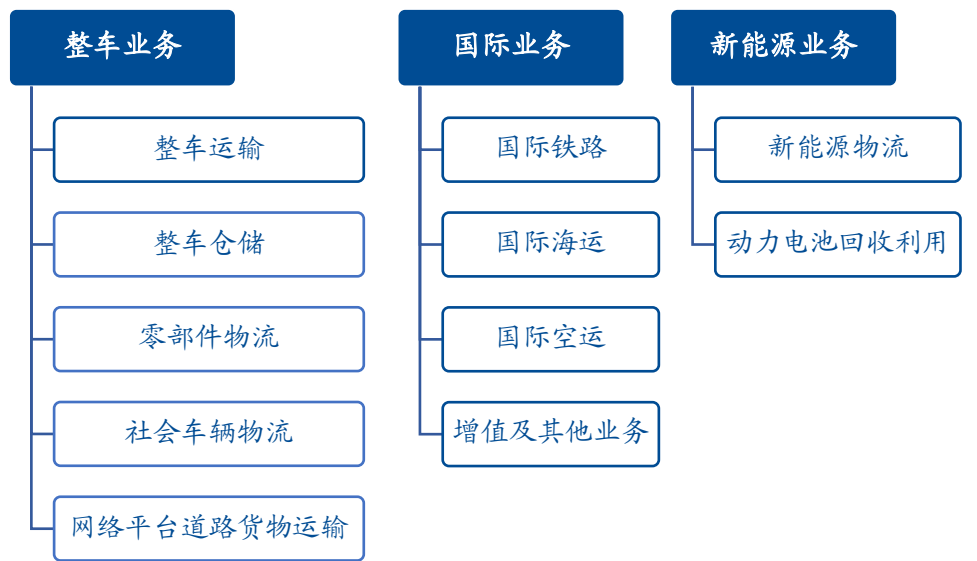 整车业务
整车运输
整车仓储
零部件物流
社会车辆物流
网络平台道路货物运输
国际业务
国际铁路
国际海运
国际空运
增值及其他业务
新能源业务
新能源物流
动力电池回收利用